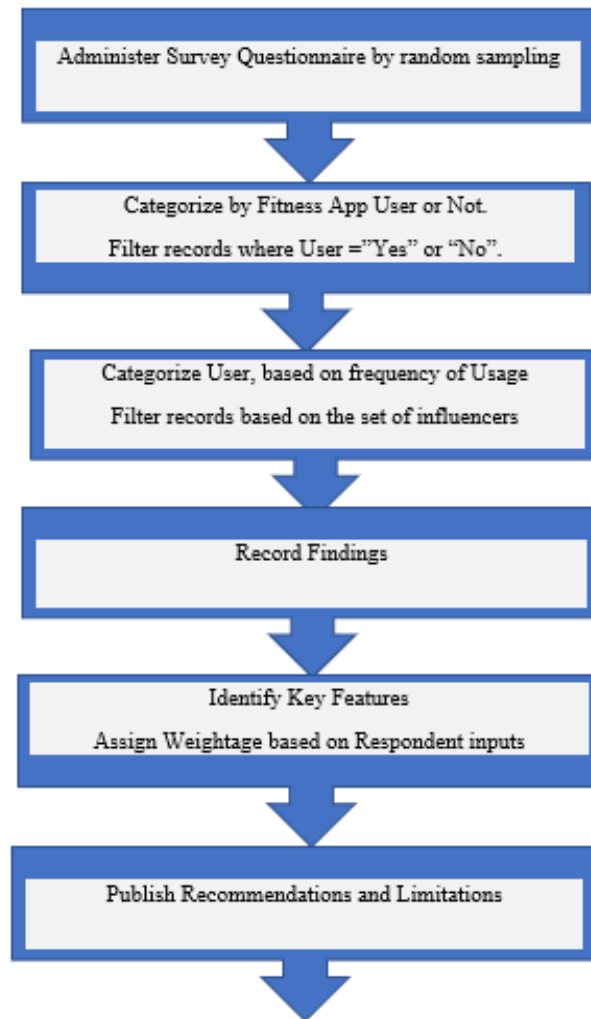 Administer Survey Questionnaire by random sampling
Categorize by Fitness App User or Not.
Filter records where User =”Yes” or “No”.
Categorize User, based on frequency of Usage
Filter records based on the set of influencers
Record Findings
Identify Key Features
Assign Weightage based on Respondent inputs
Publish Recommendations and Limitations